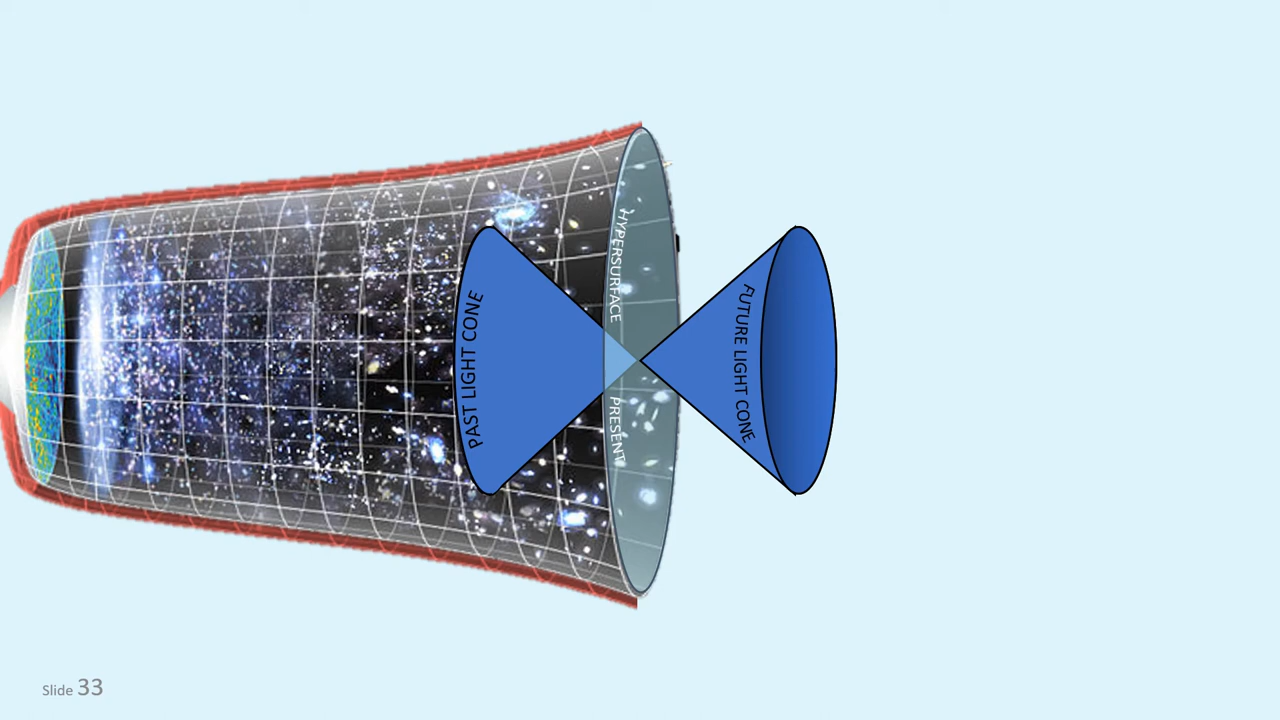 PAST LIGHT CONE
HYPERSURFACE
PRESENT
FUTURE LIGHT CONE
Slide 33